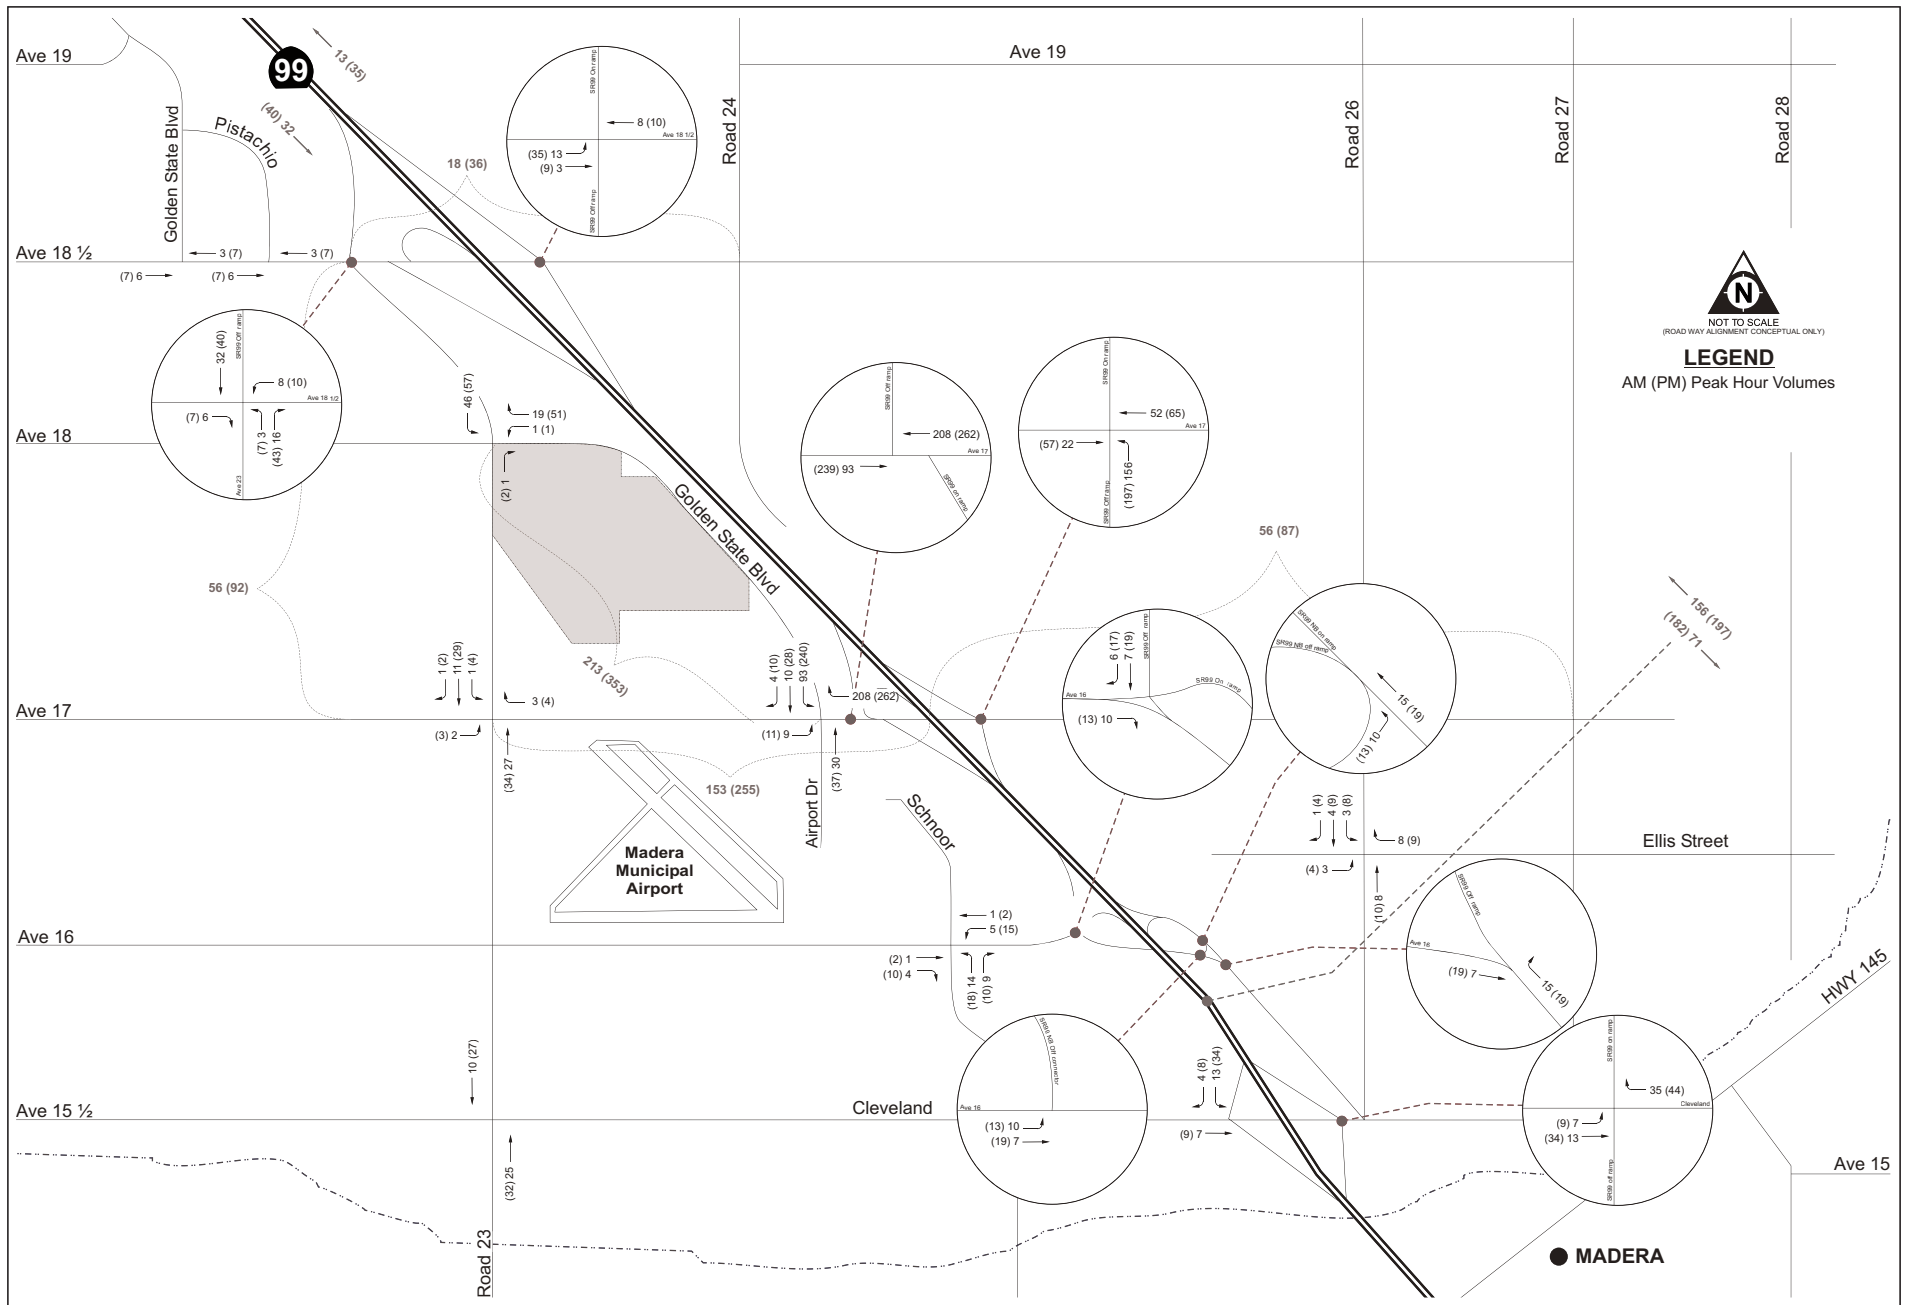 Ave 19
99
13 (35)
(40) 32
Golden State Blvd
Pistachio
18 (36)
SR99 On ramp
8 (10)
Ave 18 1/2
(35) 13
(9) 3
SR99 Off ramp
Road 24
Ave 19
Road 26
Road 27
Road 28
Ave 18 ½
3 (7)
3 (7)
(7) 6
(7) 6
N
NOT TO SCALE
(ROAD WAY ALIGNMENT CONCEPTUAL ONLY)
LEGEND
AM (PM) Peak Hour Volumes
32 (40)
SR99 Off ramp
8 (10)
Ave 18 1/2
(7) 6
(7) 3
(43) 16
Ave 23
46 (57)
19 (51)
1 (1)
Ave 18
(2) 1
Golden State Blvd
SR99 Off ramp
208 (262)
Ave 17
(239) 93
SR99 on ramp
SR99 On ramp
52 (65)
Ave 17
(57) 22
(197) 156
SR99 Off ramp
56 (87)
56 (92)
156 (197)
(182) 71
213 (353)
1 (2)
11 (29)
1 (4)
3 (4)
4 (10)
10 (28)
93 (240)
208 (262)
Ave 17
(3) 2
(34) 27
(11) 9
(37) 30
153 (255)
Airport Dr
6 (17)
7 (19)
SR99 Off ramp
Ave 16
SR99 On ramp
(13) 10
SR99 NB on ramp
SR99 NB off ramp
15 (19)
(13) 10
Schnoor
Madera
Municipal
Airport
1 (4)
4 (9)
3 (8)
8 (9)
Ellis Street
(4) 3
(10) 8
1 (2)
5 (15)
Ave 16
(2) 1
(10) 4
(18) 14
(10) 9
SR99 Off ramp
Ave 16
(19) 7
15 (19)
HWY 145
10 (27)
SR99 NB Off connector
Ave 16
(13) 10
(19) 7
4 (8)
13 (34)
SR99 on ramp
35 (44)
Cleveland
(9) 7
(34) 13
SR99 off ramp
Ave 15 ½
Cleveland
(9) 7
Ave 15
(32) 25
Road 23
MADERA